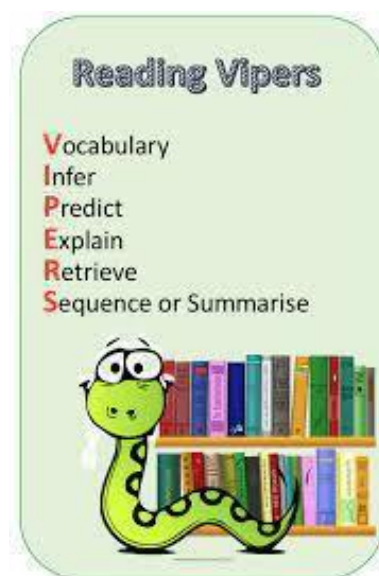 Reading Vipers
Vocabulary
Infer
Predict
Explain
Retrieve
Sequence or Summarise